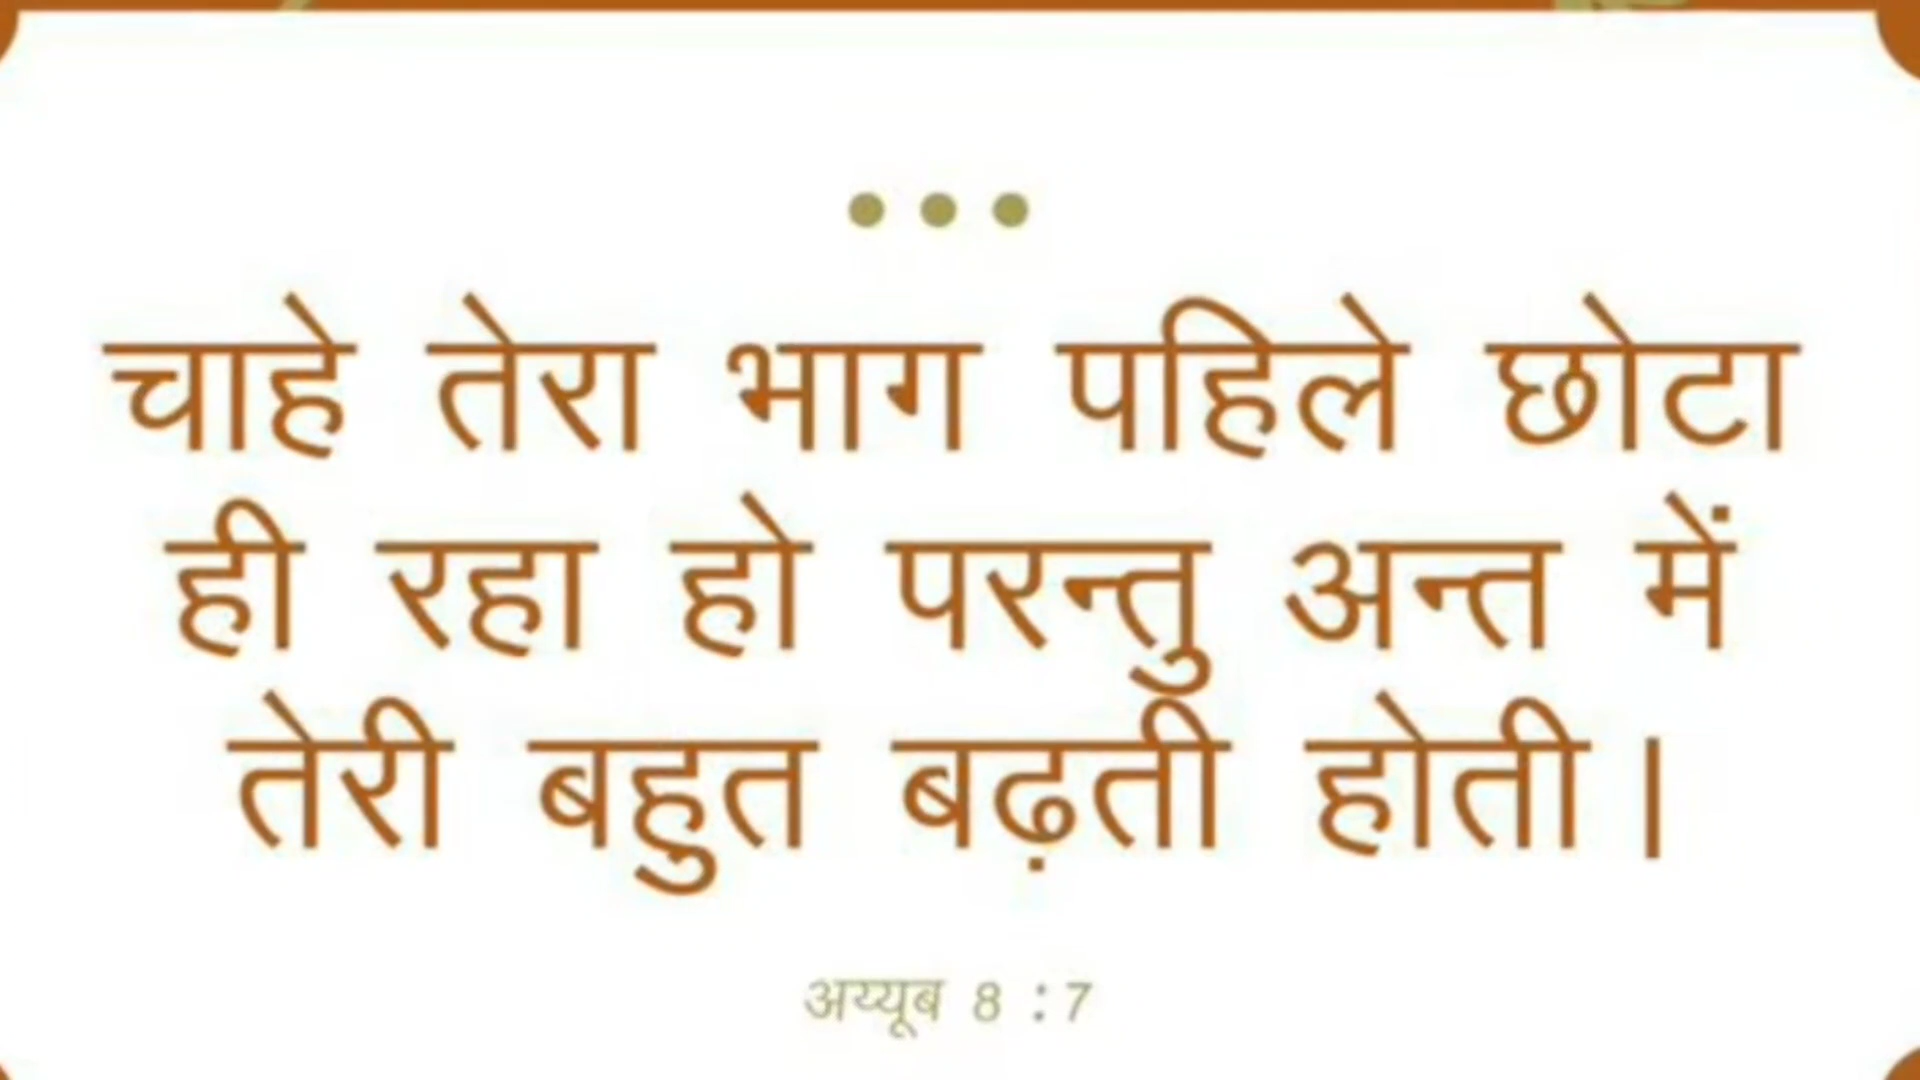 चाहे तेरा भाग पहिले छोटा
ही रहा हो परन्तु अन्त में
तेरी बहुत बढ़ती होती।
अय्यूब 8 :7